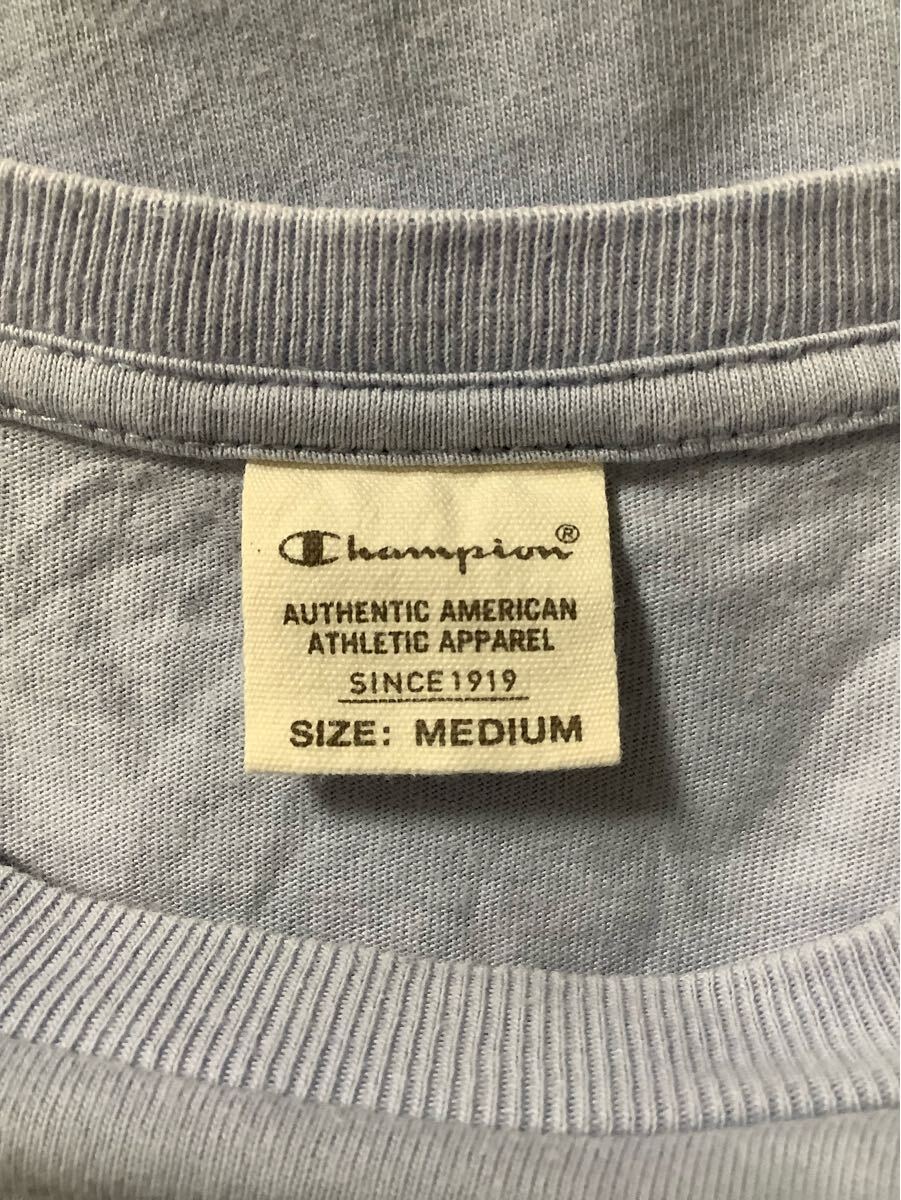 Champion®
AUTHENTIC AMERICAN
ATHLETIC APPAREL
SINCE 1919
SIZE: MEDIUM